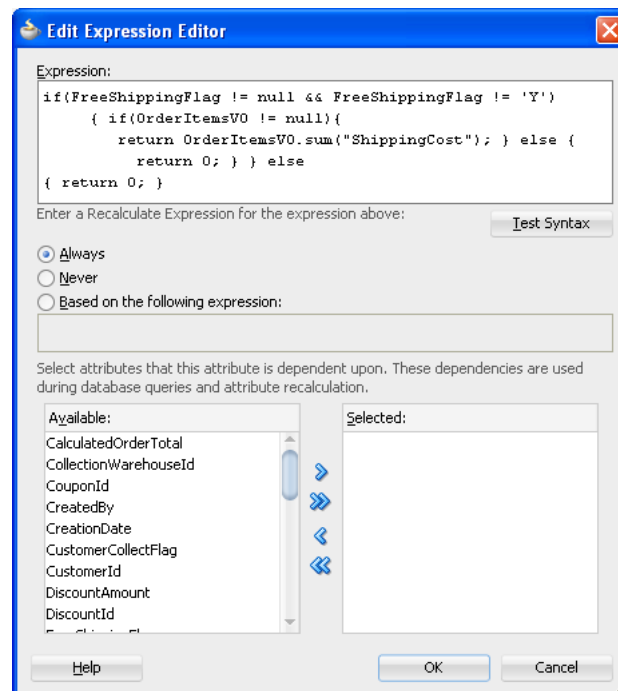 Edit Expression Editor
Expression:
if(FreeShippingFlag != null && FreeShippingFlag != 'Y')
{ if(OrderItemsVO != null){
return OrderItemsVO.sum("ShippingCost"); } else {
return 0; } } else
{ return 0; }
Enter a Recalculate Expression for the expression above:
Test Syntax
Always
Never
Based on the following expression:
Select attributes that this attribute is dependent upon. These dependencies are used
during database queries and attribute recalculation.
Available:
Selected:
CalculatedOrderTotal
CollectionWarehouseId
CouponId
CreatedBy
CreationDate
CustomerCollectFlag
CustomerId
DiscountAmount
DiscountId
Help
OK
Cancel